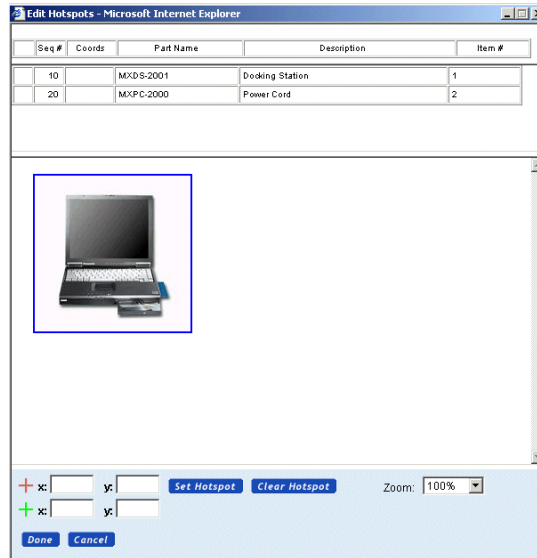 Edit Hotspots - Microsoft Internet Explorer
Seq # Coords Part Name Description Item #
10 MXDS-2001 Docking Station 1
20 MXPC-2000 Power Cord 2
x: y: Set Hotspot Clear Hotspot Zoom: 100%
x: y:
Done Cancel